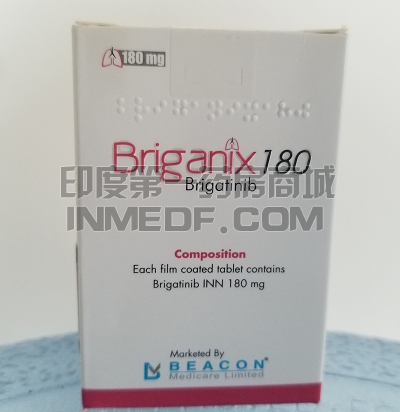 180 mg
Briganix 180
Brigatinib
印度第一药房商城
INMEDF.COM
Composition
Each film coated tablet contains
Brigatinib INN 180 mg
Marketed By
BEACON®
Medicare Limited